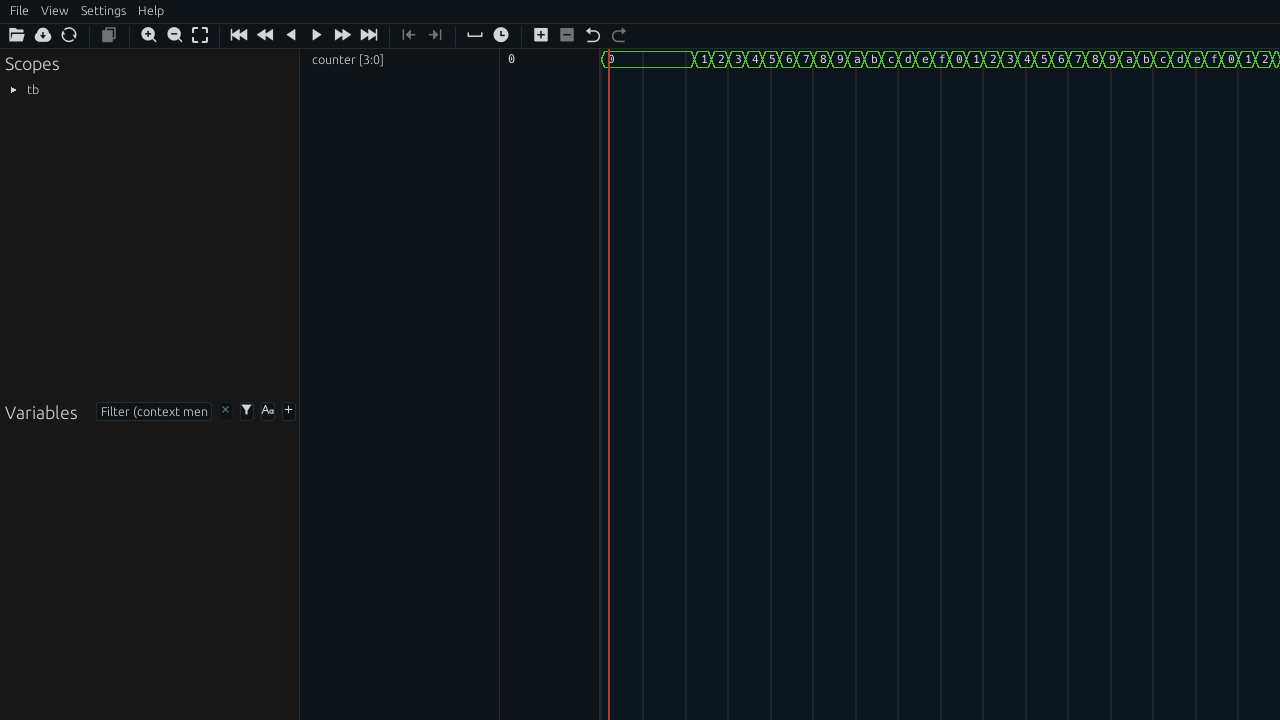 File View Settings Help
Scopes
tb
Variables Filter (context men
counter [3:0] 0 0 1 2 3 4 5 6 7 8 9 a b c d e f 0 1 2 3 4 5 6 7 8 9 a b c d e f 0 1 2